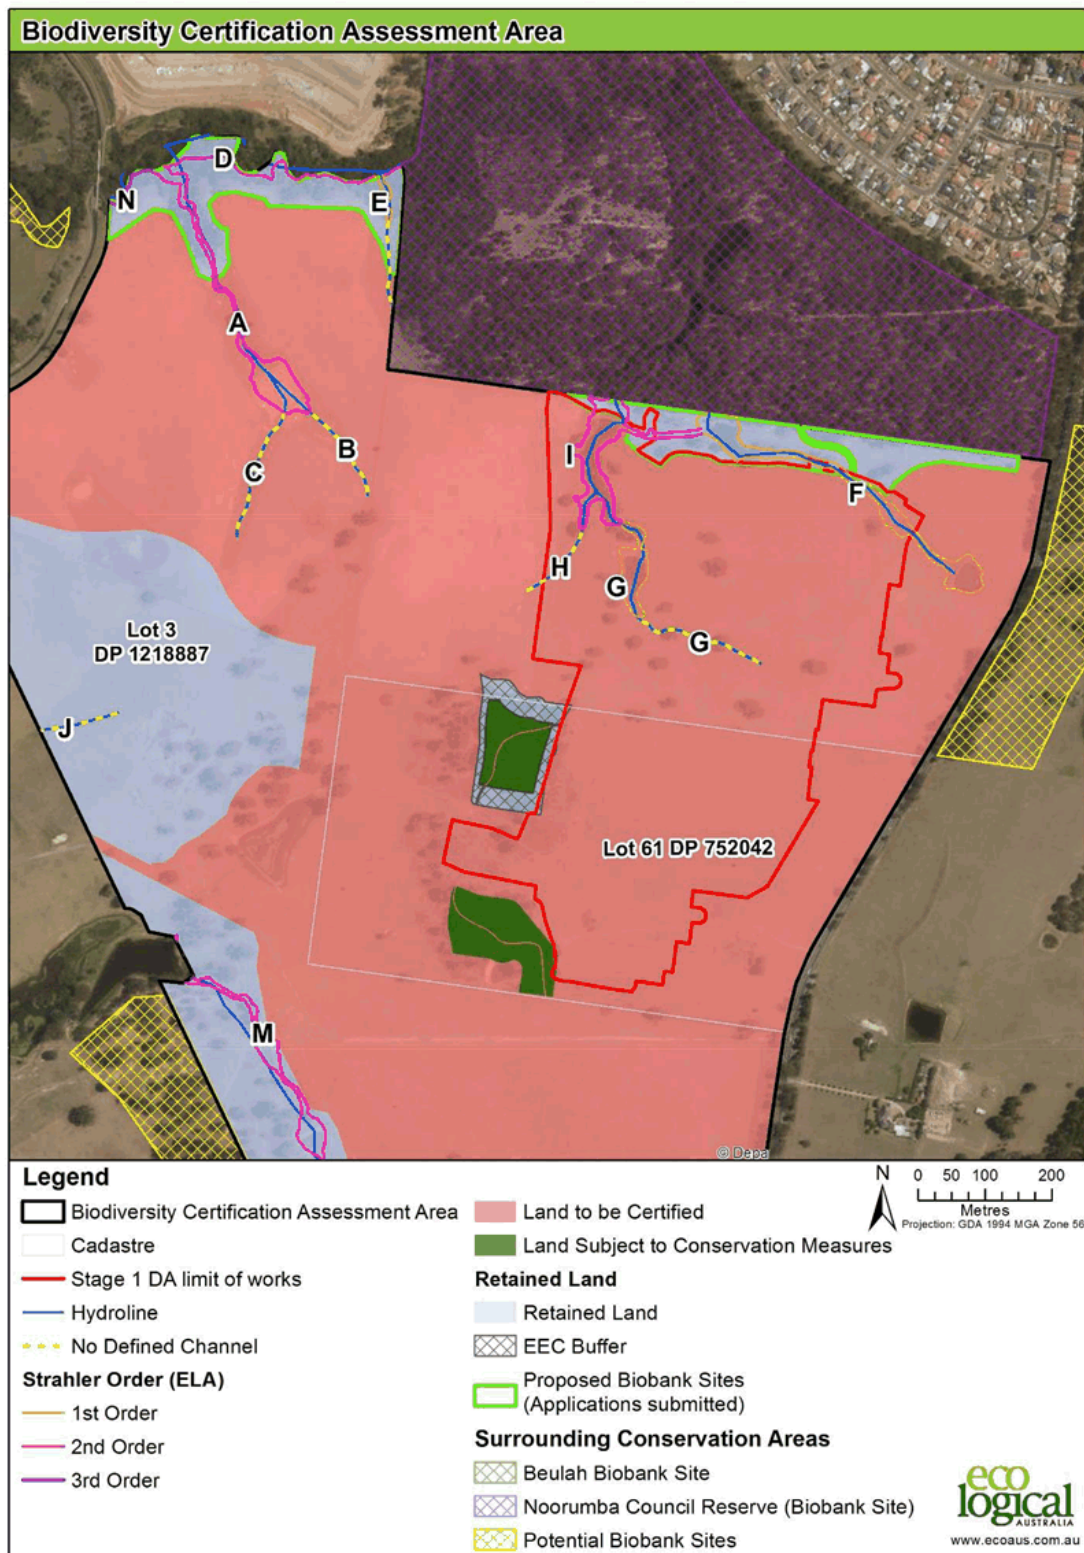 Biodiversity Certification Assessment Area
D
N
E
A
B
C
I
F
H
G
G
Lot 3
DP 1218887
J
Lot 61 DP 752042
M
© Depa
Legend
Biodiversity Certification Assessment Area
Cadastre
Stage 1 DA limit of works
Hydroline
No Defined Channel
Strahler Order (ELA)
1st Order
2nd Order
3rd Order
Land to be Certified
Land Subject to Conservation Measures
Retained Land
Retained Land
EEC Buffer
Proposed Biobank Sites
(Applications submitted)
Surrounding Conservation Areas
Beulah Biobank Site
Noorumba Council Reserve (Biobank Site)
Potential Biobank Sites
N
0 50 100 200
Metres
Projection: GDA 1994 MGA Zone 56
eco
logical
AUSTRALIA
www.ecoaus.com.au